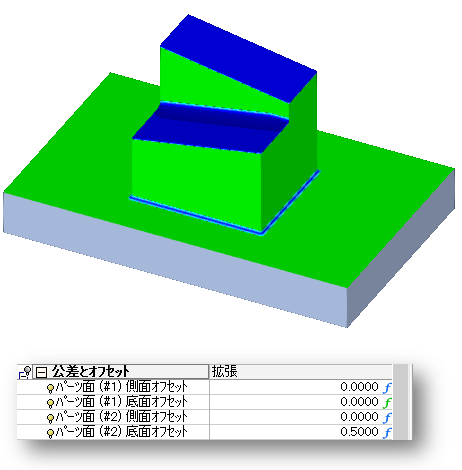 公差とオフセット 拡張
パーツ面 (#1) 側面オフセット 0.0000 f
パーツ面 (#1) 底面オフセット 0.0000 f
パーツ面 (#2) 側面オフセット 0.0000 f
パーツ面 (#2) 底面オフセット 0.5000 f